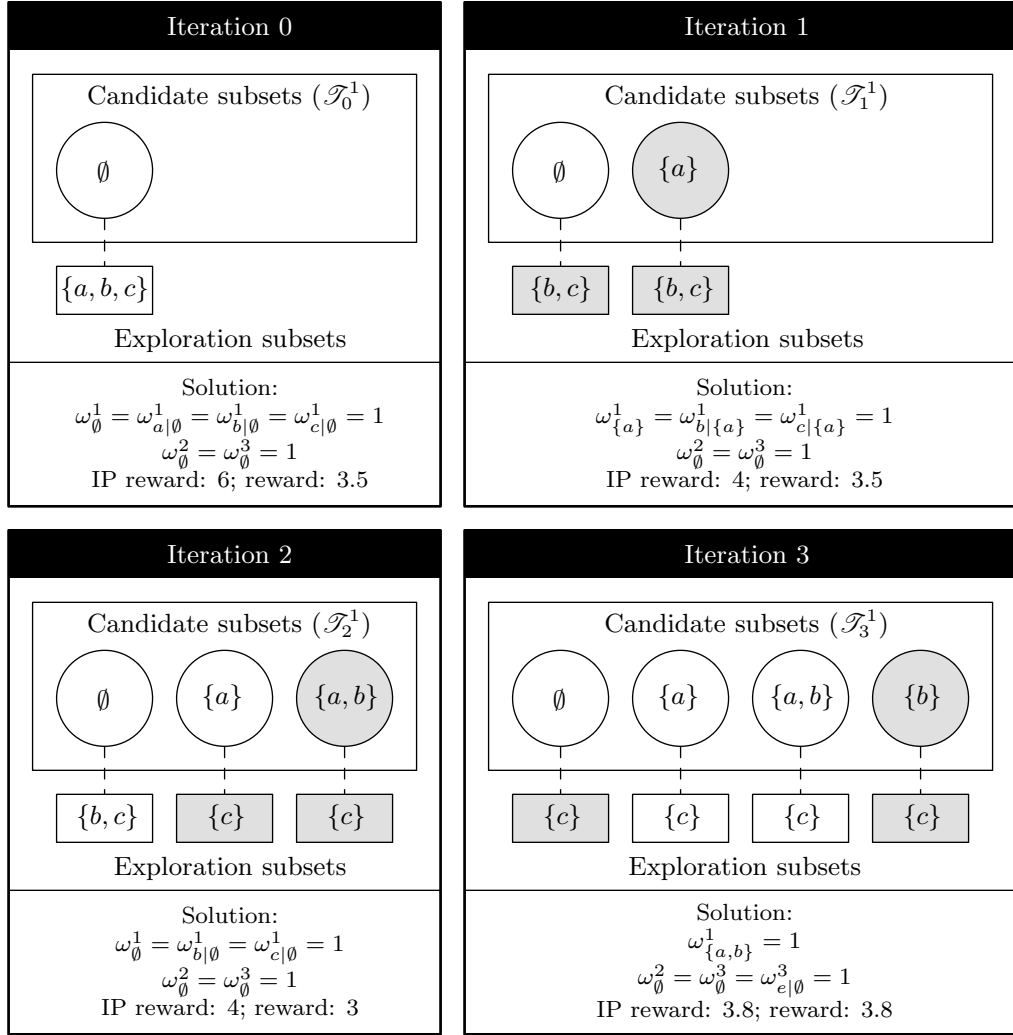 Iteration 0
Candidate subsets (𝒯₀¹)
∅
{a, b, c}
Exploration subsets
Solution:
ω¹_∅ = ω¹_{a|∅} = ω¹_{b|∅} = ω¹_{c|∅} = 1
ω²_∅ = ω³_∅ = 1
IP reward: 6; reward: 3.5
Iteration 1
Candidate subsets (𝒯₁¹)
∅ {a}
{b, c} {b, c}
Exploration subsets
Solution:
ω¹_{{a}} = ω¹_{b|{a}} = ω¹_{c|{a}} = 1
ω²_∅ = ω³_∅ = 1
IP reward: 4; reward: 3.5
Iteration 2
Candidate subsets (𝒯₂¹)
∅ {a} {a, b}
{b, c} {c} {c}
Exploration subsets
Solution:
ω¹_∅ = ω¹_{b|∅} = ω¹_{c|∅} = 1
ω²_∅ = ω³_∅ = 1
IP reward: 4; reward: 3
Iteration 3
Candidate subsets (𝒯₃¹)
∅ {a} {a, b} {b}
{c} {c} {c} {c}
Exploration subsets
Solution:
ω¹_{{a,b}} = 1
ω²_∅ = ω³_∅ = ω³_{e|∅} = 1
IP reward: 3.8; reward: 3.8